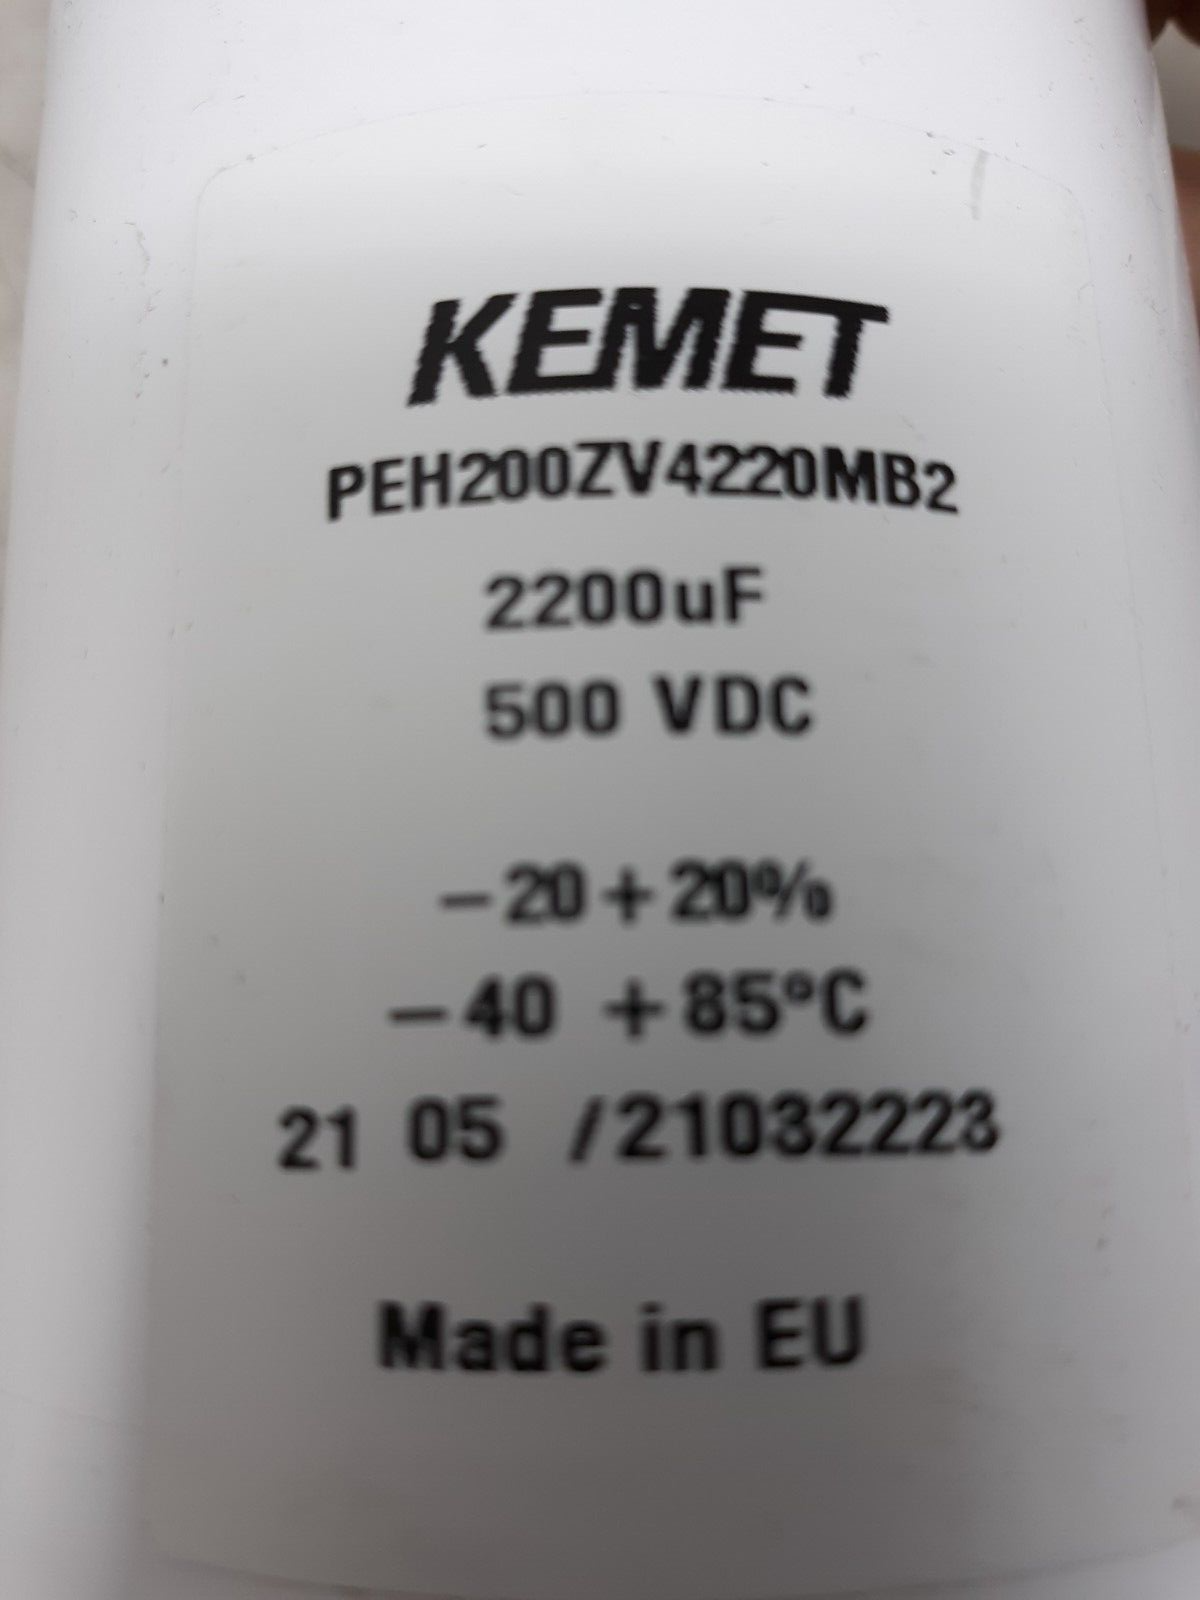 KEMET
PEH200ZV4220MB2
2200uF
500 VDC
-20+20%
-40 +85°C
21 05 /21032223
Made in EU